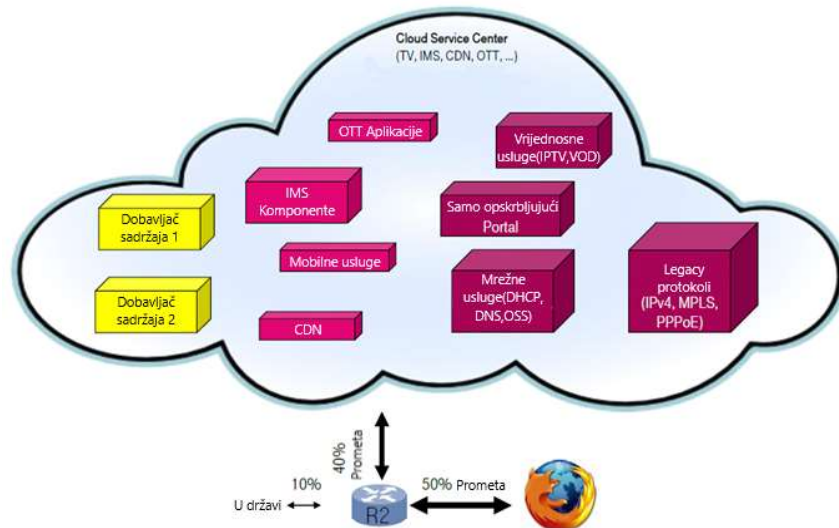 Cloud Service Center
(TV, IMS, CDN, OTT, ...)
OTT Aplikacije
Vrijednosne
usluge(IPTV,VOD)
IMS
Komponente
Samo opskrbljujući
Portal
Dobavljač
sadržaja 1
Mobilne usluge
Legacy
protokoli
(IPv4, MPLS,
PPPoE)
Mrežne
usluge(DHCP,
DNS,OSS)
Dobavljač
sadržaja 2
CDN
40%
Prometa
10%
50% Prometa
U državi
R2